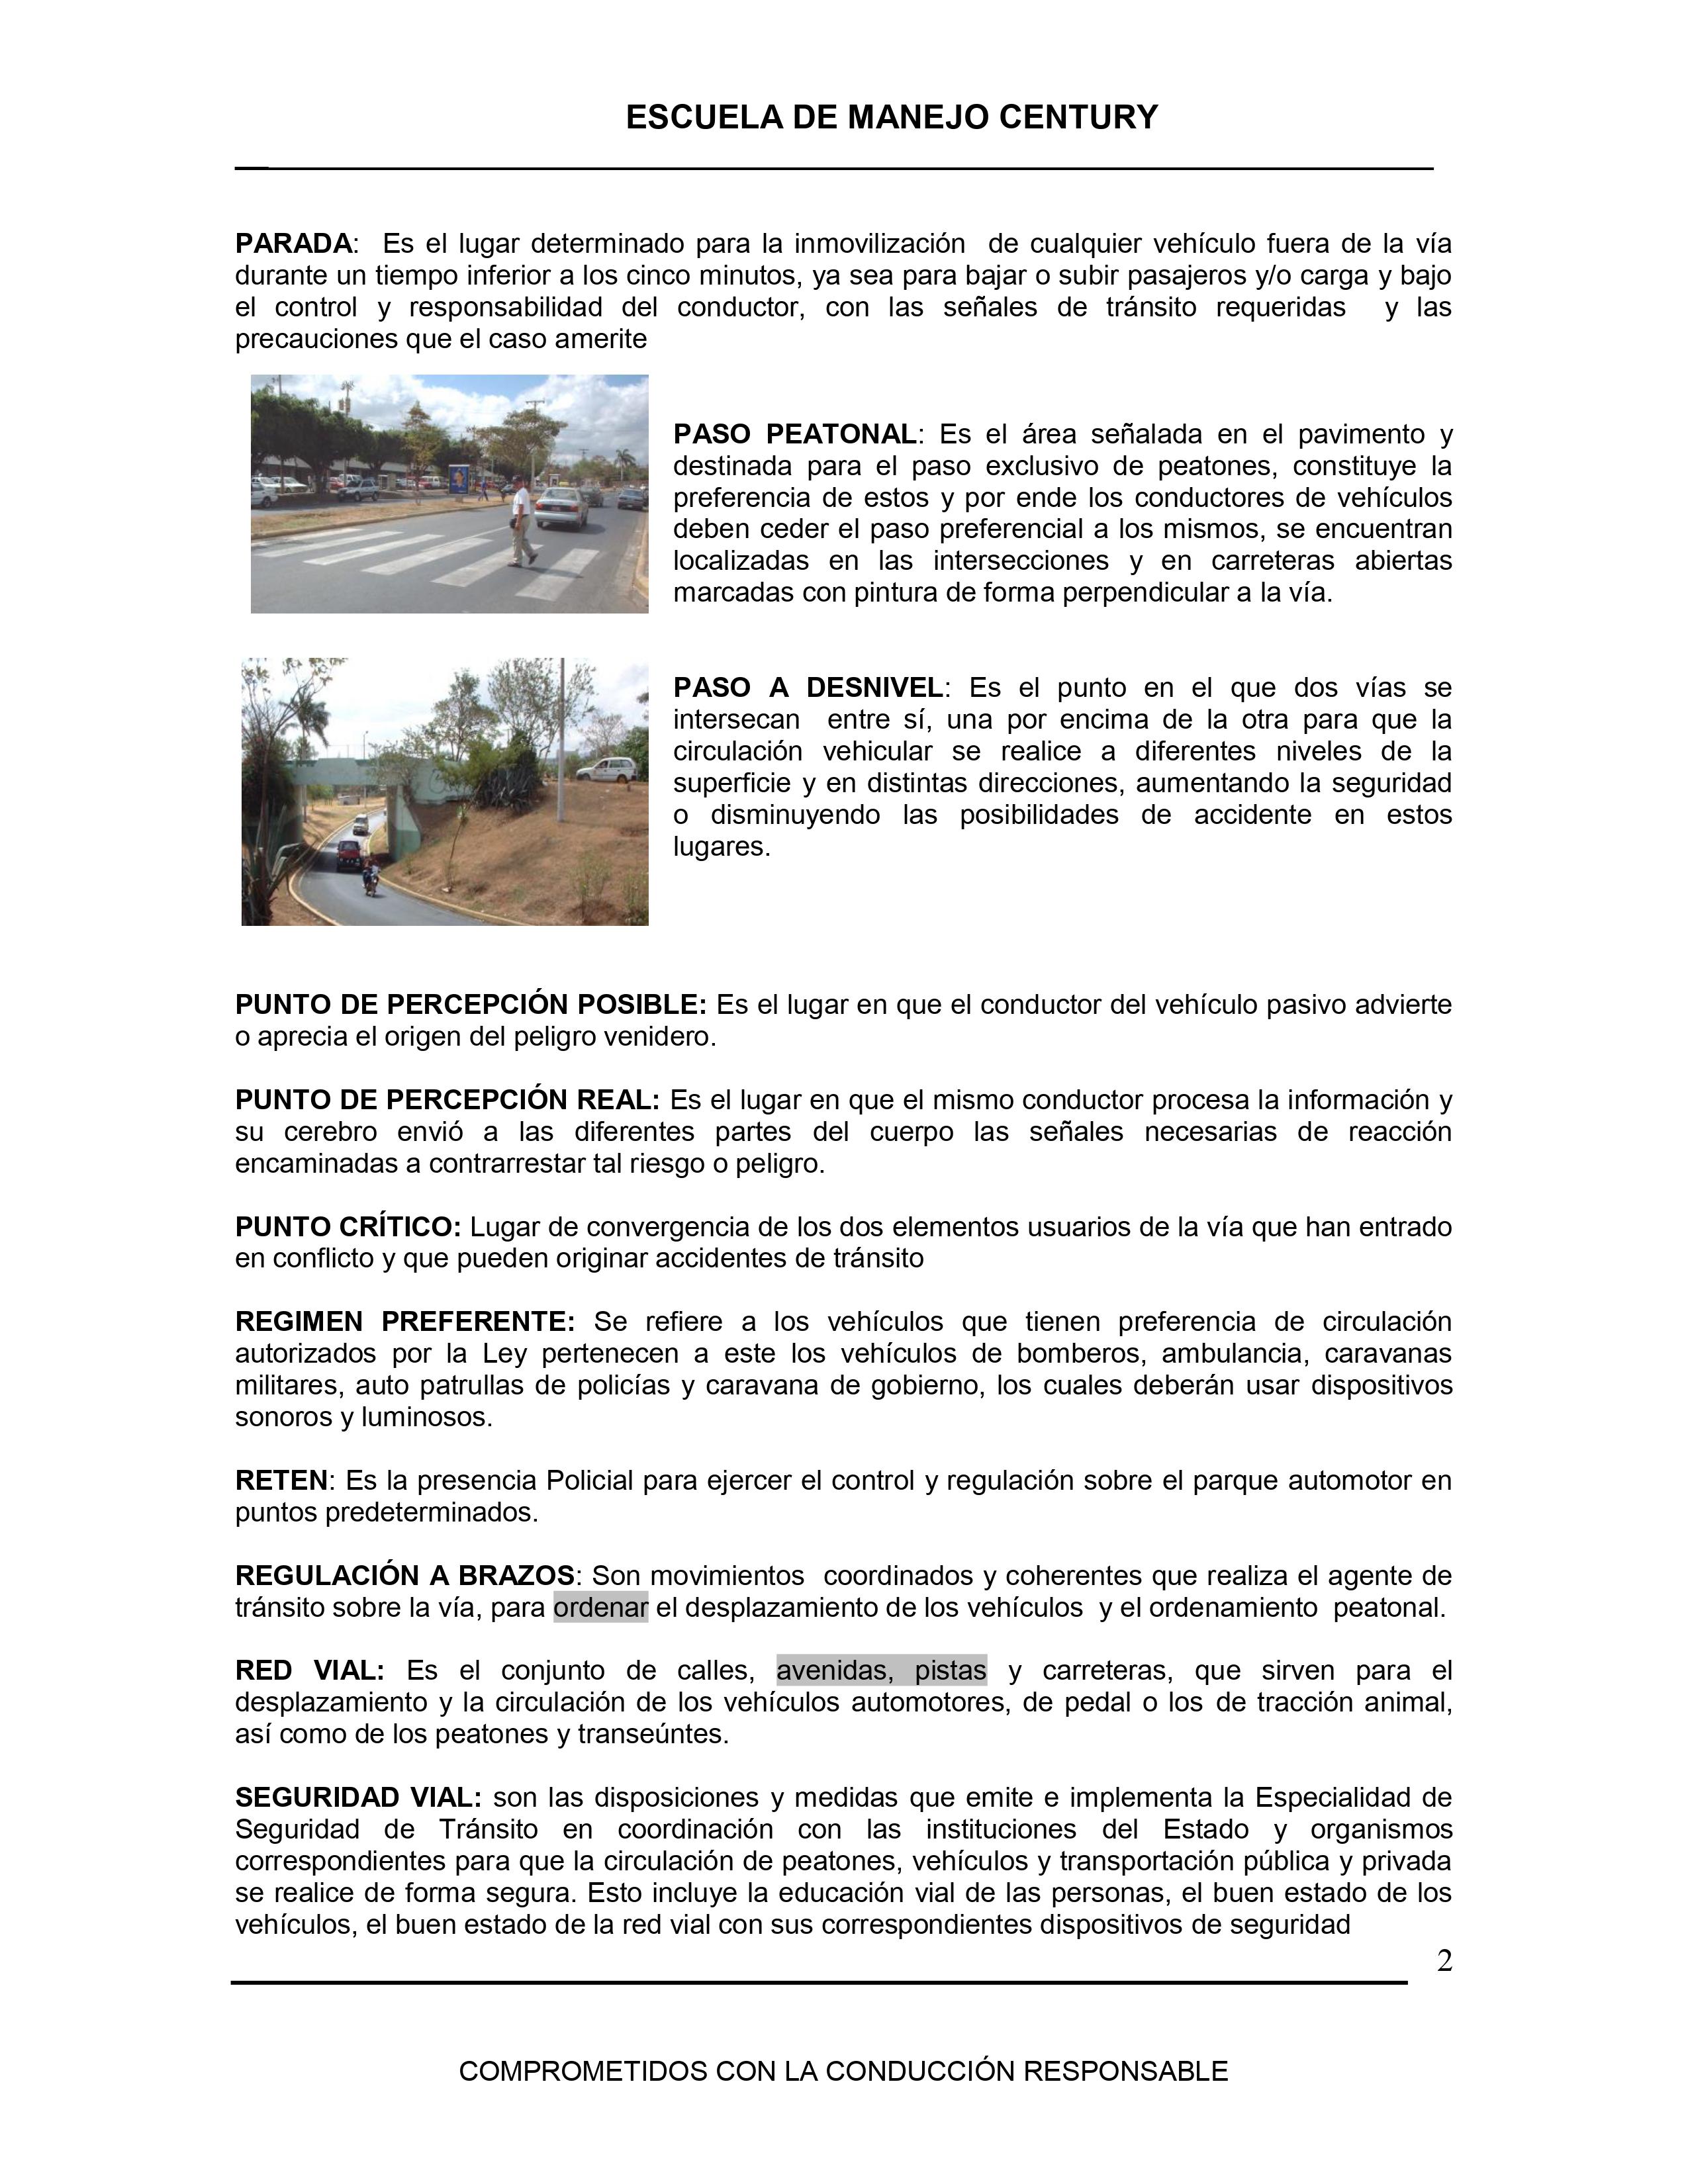 ESCUELA DE MANEJO CENTURY
PARADA: Es el lugar determinado para la inmovilización de cualquier vehículo fuera de la vía
durante un tiempo inferior a los cinco minutos, ya sea para bajar o subir pasajeros y/o carga y bajo
el control y responsabilidad del conductor, con las señales de tránsito requeridas y las
precauciones que el caso amerite
PASO PEATONAL: Es el área señalada en el pavimento y
destinada para el paso exclusivo de peatones, constituye la
preferencia de estos y por ende los conductores de vehículos
deben ceder el paso preferencial a los mismos, se encuentran
localizadas en las intersecciones y en carreteras abiertas
marcadas con pintura de forma perpendicular a la vía.
PASO A DESNIVEL: Es el punto en el que dos vías se
intersecan entre sí, una por encima de la otra para que la
circulación vehicular se realice a diferentes niveles de la
superficie y en distintas direcciones, aumentando la seguridad
o disminuyendo las posibilidades de accidente en estos
lugares.
PUNTO DE PERCEPCIÓN POSIBLE: Es el lugar en que el conductor del vehículo pasivo advierte
o aprecia el origen del peligro venidero.
PUNTO DE PERCEPCIÓN REAL: Es el lugar en que el mismo conductor procesa la información y
su cerebro envió a las diferentes partes del cuerpo las señales necesarias de reacción
encaminadas a contrarrestar tal riesgo o peligro.
PUNTO CRÍTICO: Lugar de convergencia de los dos elementos usuarios de la vía que han entrado
en conflicto y que pueden originar accidentes de tránsito
REGIMEN PREFERENTE: Se refiere a los vehículos que tienen preferencia de circulación
autorizados por la Ley pertenecen a este los vehículos de bomberos, ambulancia, caravanas
militares, auto patrullas de policías y caravana de gobierno, los cuales deberán usar dispositivos
sonoros y luminosos.
RETEN: Es la presencia Policial para ejercer el control y regulación sobre el parque automotor en
puntos predeterminados.
REGULACIÓN A BRAZOS: Son movimientos coordinados y coherentes que realiza el agente de
tránsito sobre la vía, para ordenar el desplazamiento de los vehículos y el ordenamiento peatonal.
RED VIAL: Es el conjunto de calles, avenidas, pistas y carreteras, que sirven para el
desplazamiento y la circulación de los vehículos automotores, de pedal o los de tracción animal,
así como de los peatones y transeúntes.
SEGURIDAD VIAL: son las disposiciones y medidas que emite e implementa la Especialidad de
Seguridad de Tránsito en coordinación con las instituciones del Estado y organismos
correspondientes para que la circulación de peatones, vehículos y transportación pública y privada
se realice de forma segura. Esto incluye la educación vial de las personas, el buen estado de los
vehículos, el buen estado de la red vial con sus correspondientes dispositivos de seguridad
2
COMPROMETIDOS CON LA CONDUCCIÓN RESPONSABLE